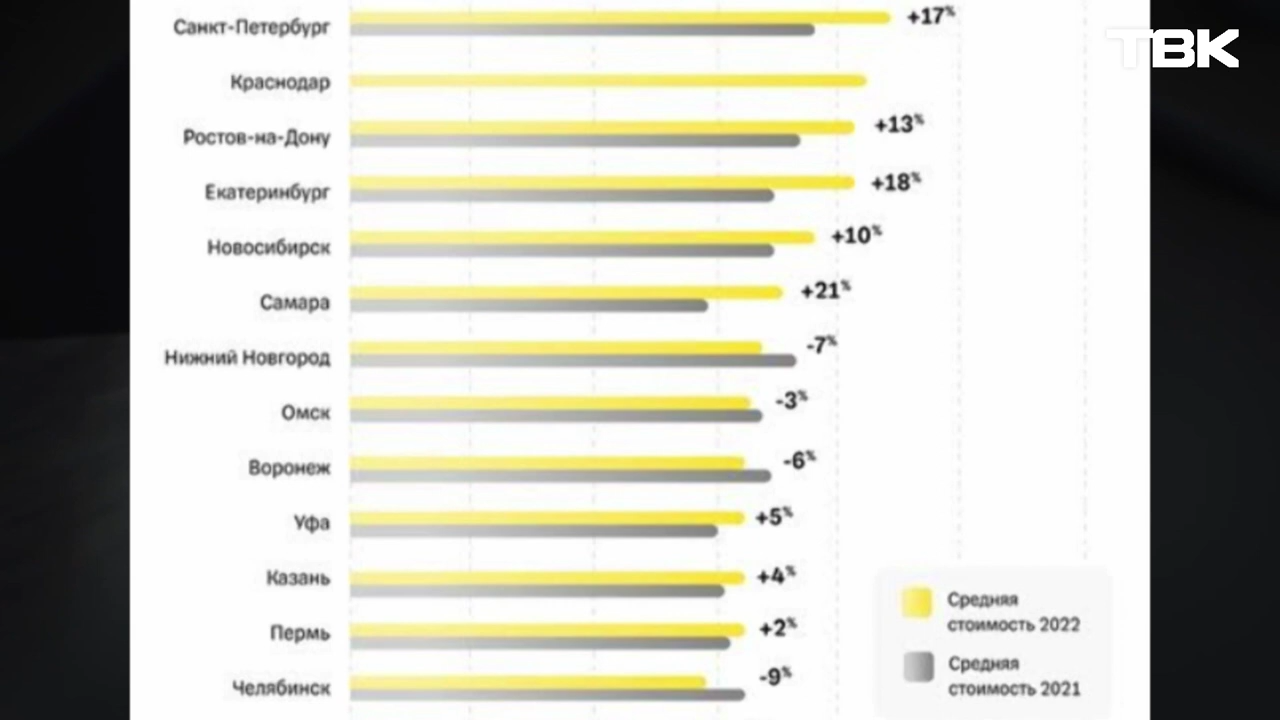 ТВК
Санкт-Петербург +17%
Краснодар
Ростов-на-Дону +13%
Екатеринбург +18%
Новосибирск +10%
Самара +21%
Нижний Новгород -7%
Омск -3%
Воронеж -6%
Уфа +5%
Казань +4%
Пермь +2%
Челябинск -9%
Средняя
стоимость 2022
Средняя
стоимость 2021